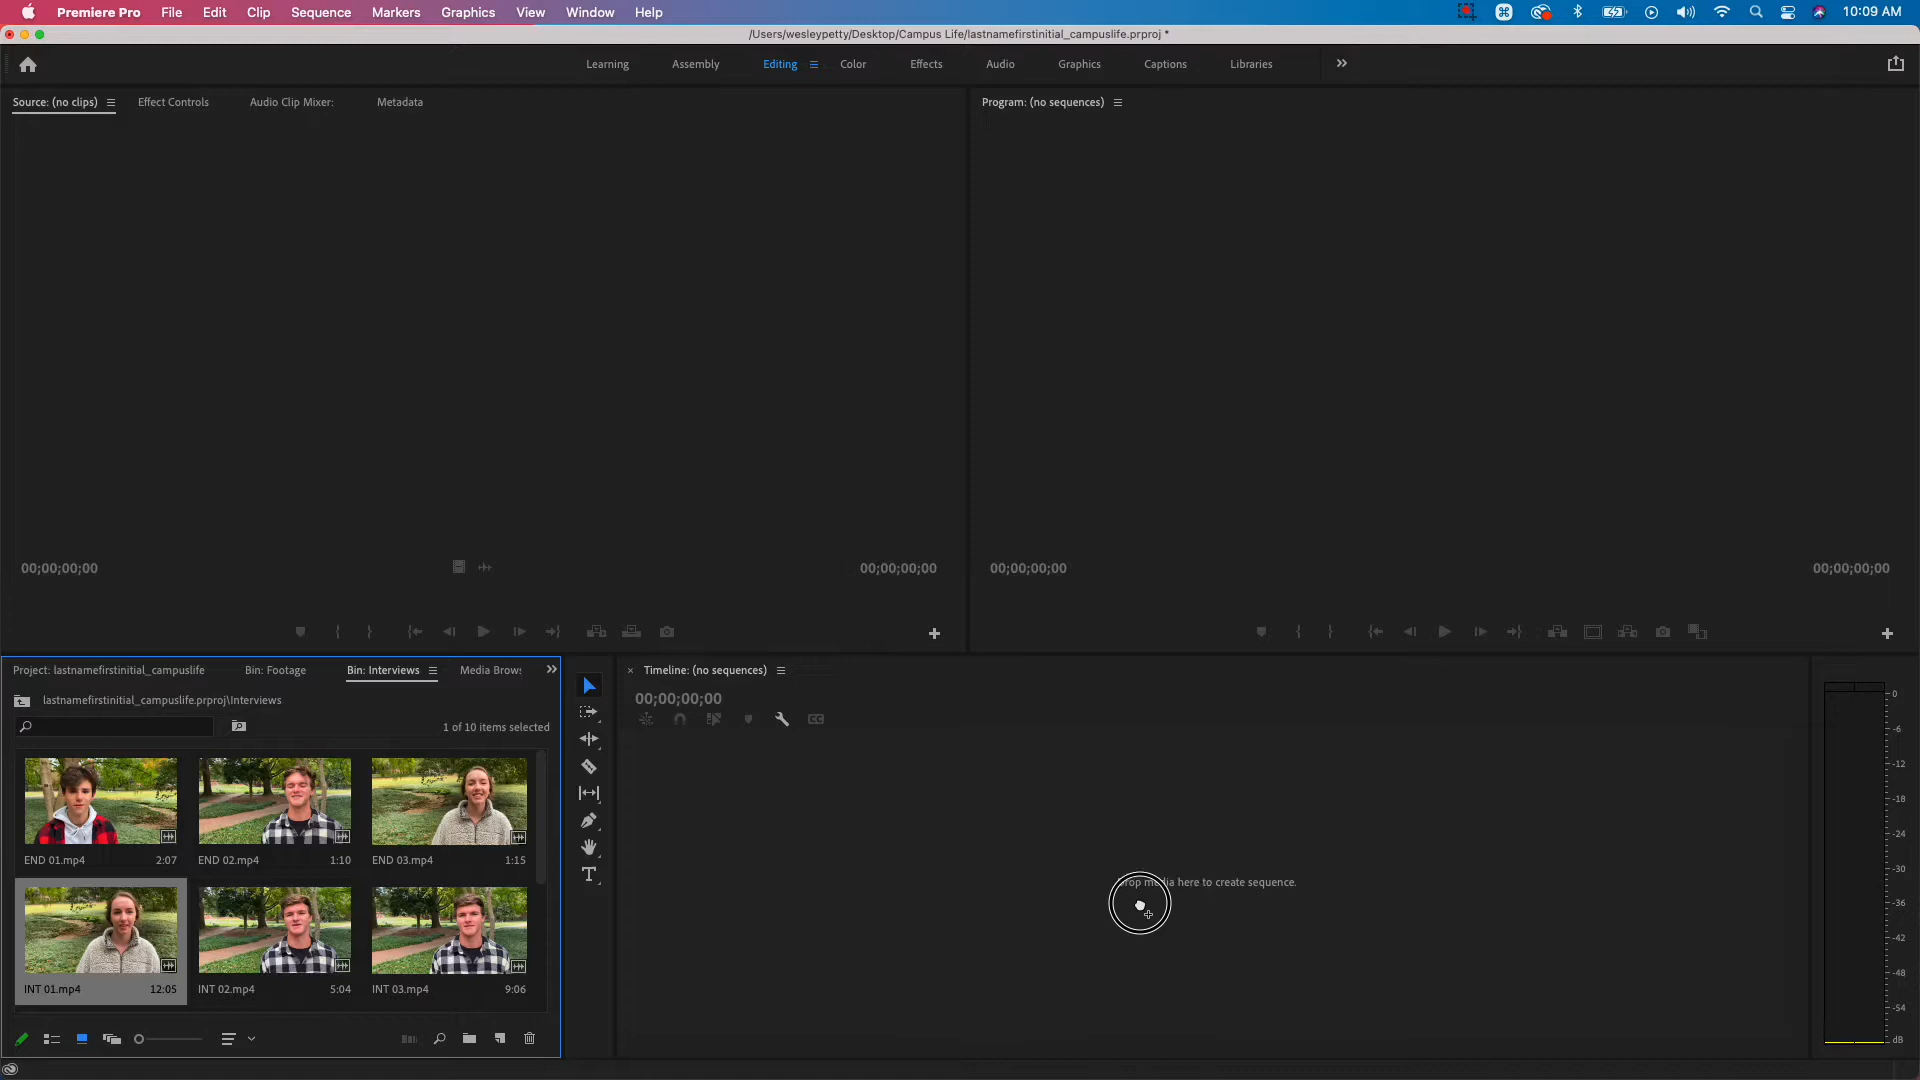 Premiere Pro File Edit Clip Sequence Markers Graphics View Window Help 10:09 AM
/Users/wesleypetty/Desktop/Campus Life/lastnamefirstinitial_campuslife.prproj *
Learning Assembly Editing Color Effects Audio Graphics Captions Libraries
Source: (no clips) Effect Controls Audio Clip Mixer: Metadata
Program: (no sequences)
00;00;00;00 00;00;00;00
00;00;00;00 00;00;00;00
Project: lastnamefirstinitial_campuslife Bin: Footage Bin: Interviews Media Brows
lastnamefirstinitial_campuslife.prproj\Interviews
1 of 10 items selected
END 01.mp4 2:07
END 02.mp4 1:10
END 03.mp4 1:15
INT 01.mp4 12:05
INT 02.mp4 5:04
INT 03.mp4 9:06
Timeline: (no sequences)
00;00;00;00
CC
Drop media here to create sequence.
0
-6
-12
-18
-24
-30
-36
-42
-48
-54
dB